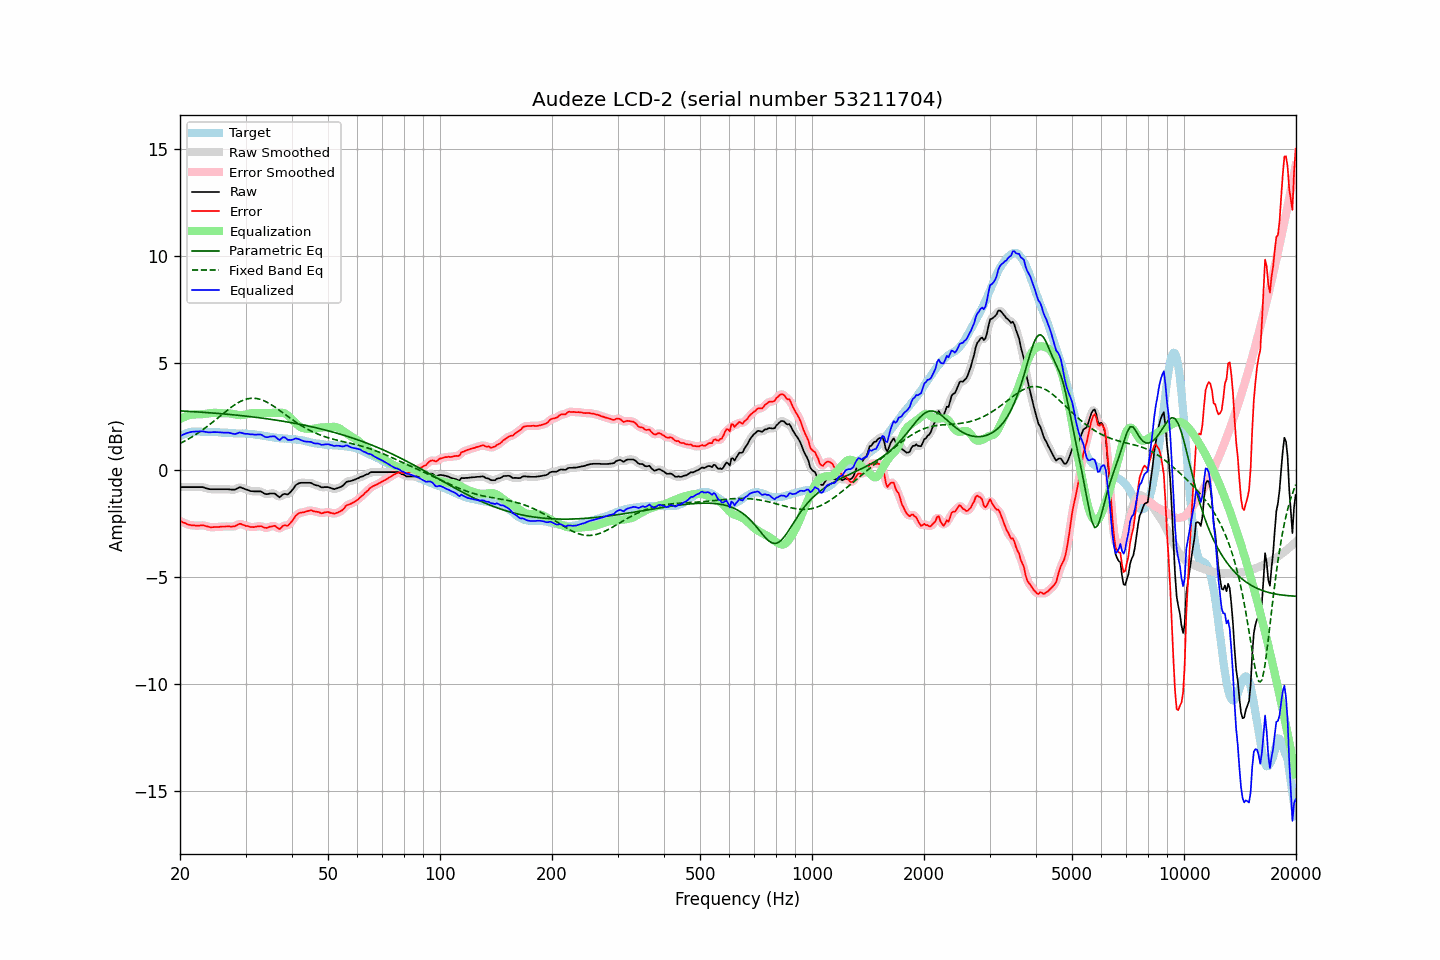 Audeze LCD-2 (serial number 53211704)
Target
Raw Smoothed
Error Smoothed
Raw
Error
Equalization
Parametric Eq
Fixed Band Eq
Equalized
15
10
5
0
−5
−10
−15
Amplitude (dBr)
20 50 100 200 500 1000 2000 5000 10000 20000
Frequency (Hz)